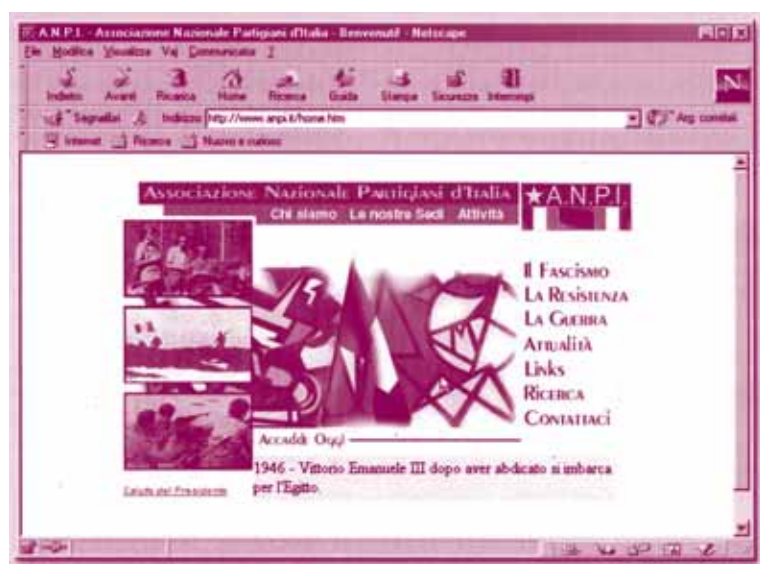 A.N.P.I. - Associazione Nazionale Partigiani d'Italia - Benvenuti! - Netscape
File Modifica Visualizza Vai Communicator ?
Indietro Avanti Ricarica Home Ricerca Guida Stampa Sicurezza Interrompi
Segnalibri Indirizzo http://www.anpi.it/home.htm Arg. correlati
Internet Ricerca Nuovo e curioso
Associazione Nazionale Partigiani d'Italia
A.N.P.I.
Chi siamo Le nostre Sedi Attività
Il Fascismo
La Resistenza
La Guerra
Attualità
Links
Ricerca
Contattaci
Accadde Oggi
1946 - Vittorio Emanuele III dopo aver abdicato si imbarca
per l'Egitto.
Saluto del Presidente